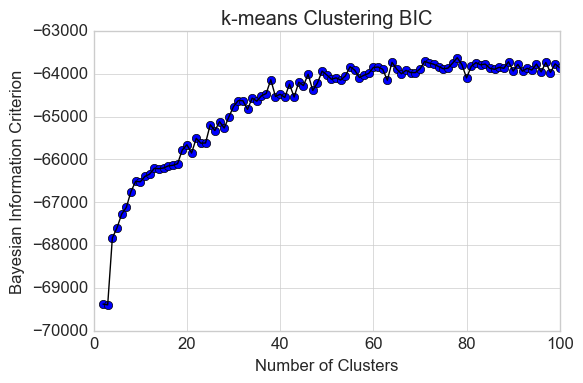 k-means Clustering BIC
−63000
−64000
−65000
−66000
−67000
−68000
−69000
−70000
Bayesian Information Criterion
0 20 40 60 80 100
Number of Clusters